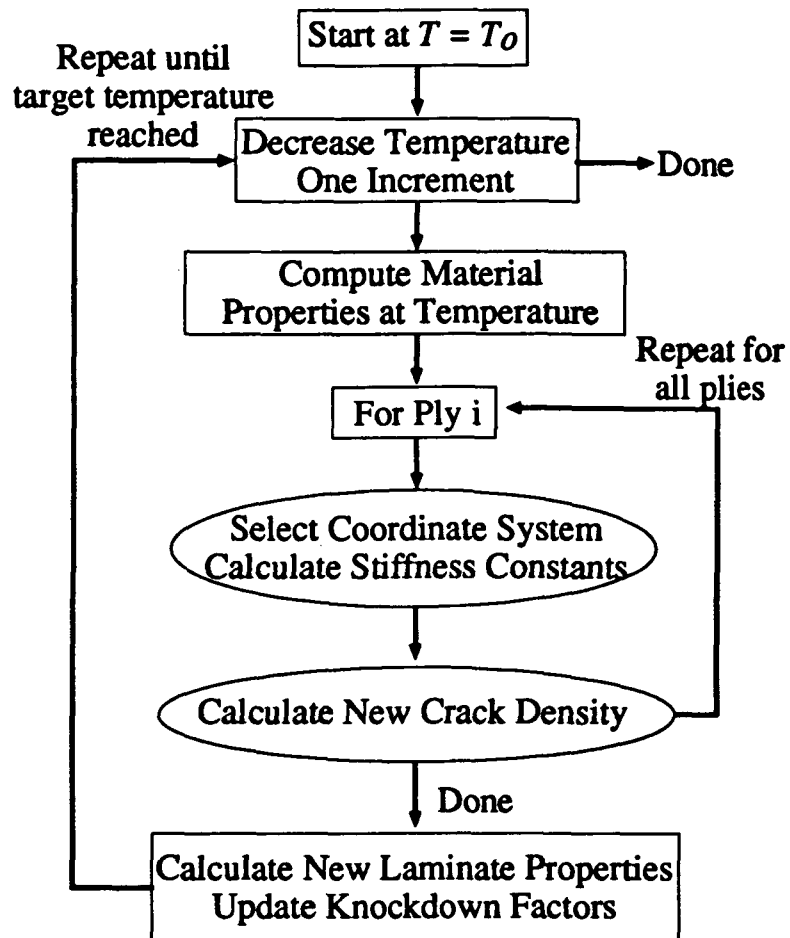 Start at T = To
Repeat until
target temperature
reached
Decrease Temperature
One Increment
Done
Compute Material
Properties at Temperature
Repeat for
all plies
For Ply i
Select Coordinate System
Calculate Stiffness Constants
Calculate New Crack Density
Done
Calculate New Laminate Properties
Update Knockdown Factors